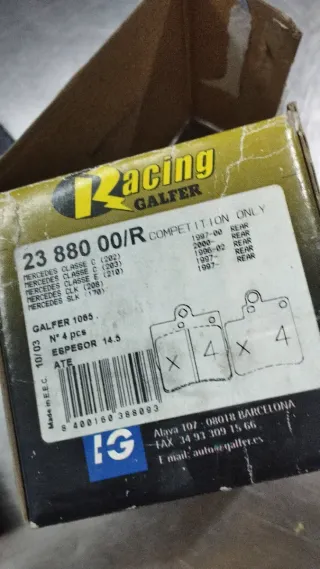 Racing
GALFER
23 880 00/R COMPETITION ONLY
MERCEDES CLASSE C (202) 1997-00 REAR
MERCEDES CLASSE C (203) 2000- REAR
MERCEDES CLASSE E (210) 1996-02 REAR
MERCEDES CLK (208) 1997- REAR
MERCEDES SLK (170) 1997- REAR
GALFER 1065
Nº 4 pcs
ESPESOR 14.5
ATE
10/03
Made in E.E.C.
X 4 X 4
8 400160 388093
G
Alava 107 - 08018 BARCELONA
FAX 34 93 309 15 66
E mail: auto@galfer.es